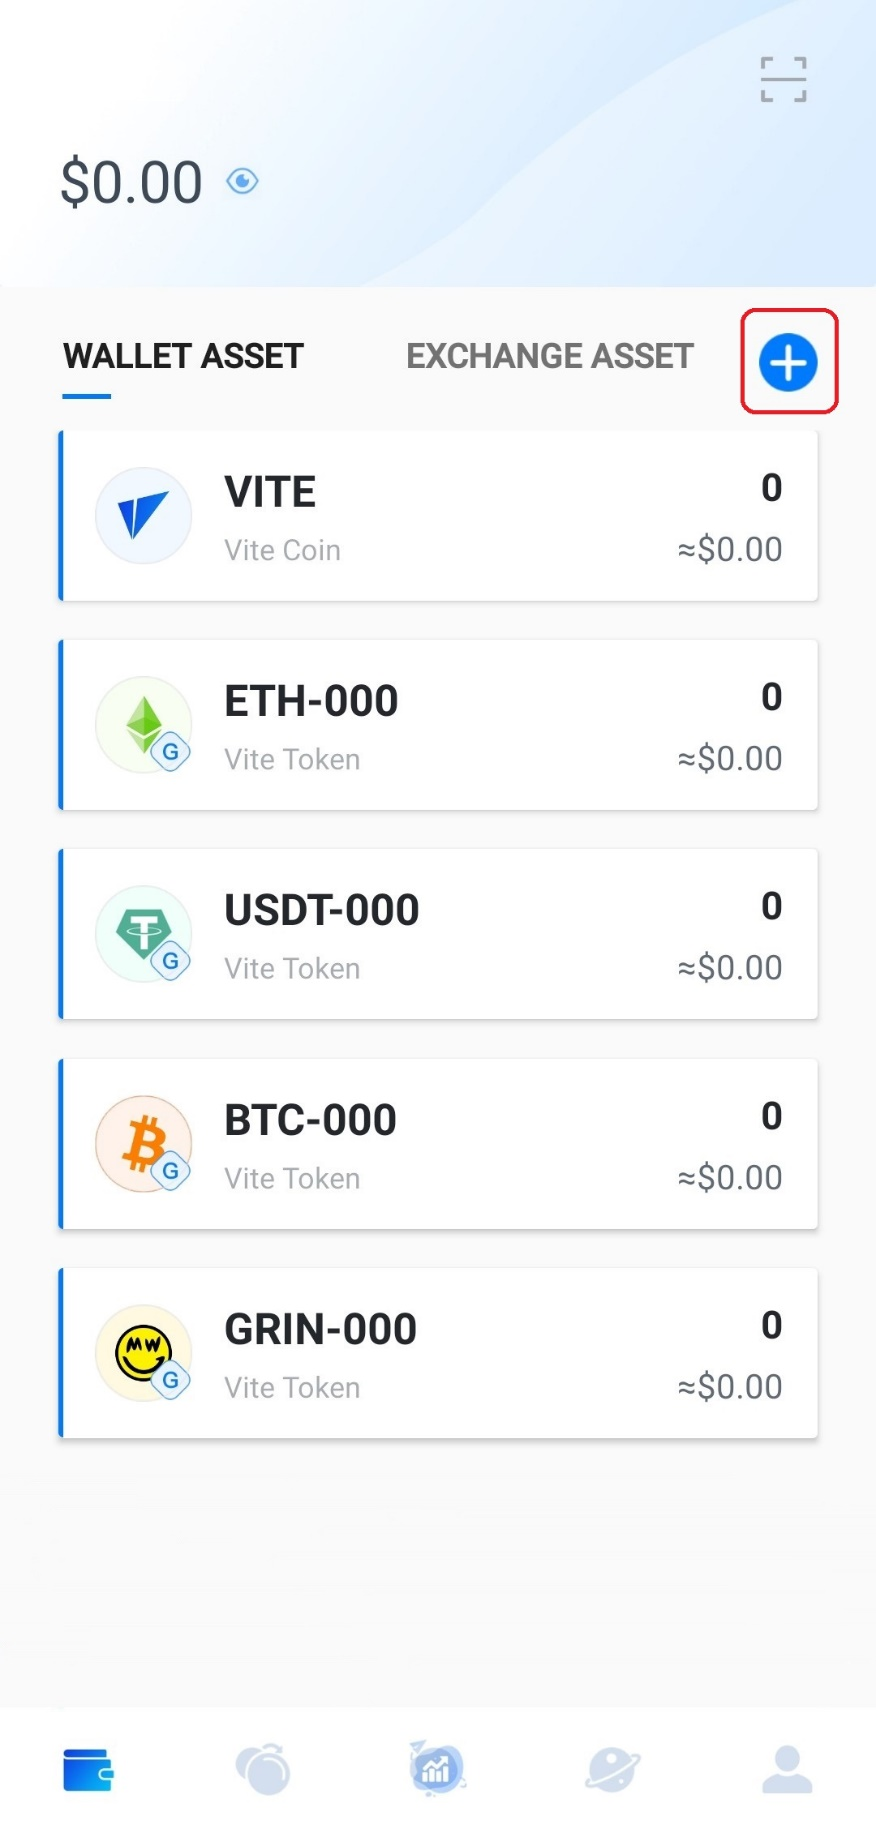 $0.00
WALLET ASSET
EXCHANGE ASSET
VITE
0
Vite Coin
≈$0.00
ETH-000
0
G
Vite Token
≈$0.00
USDT-000
0
T
G
Vite Token
≈$0.00
BTC-000
0
G
Vite Token
≈$0.00
GRIN-000
0
MW
G
Vite Token
≈$0.00